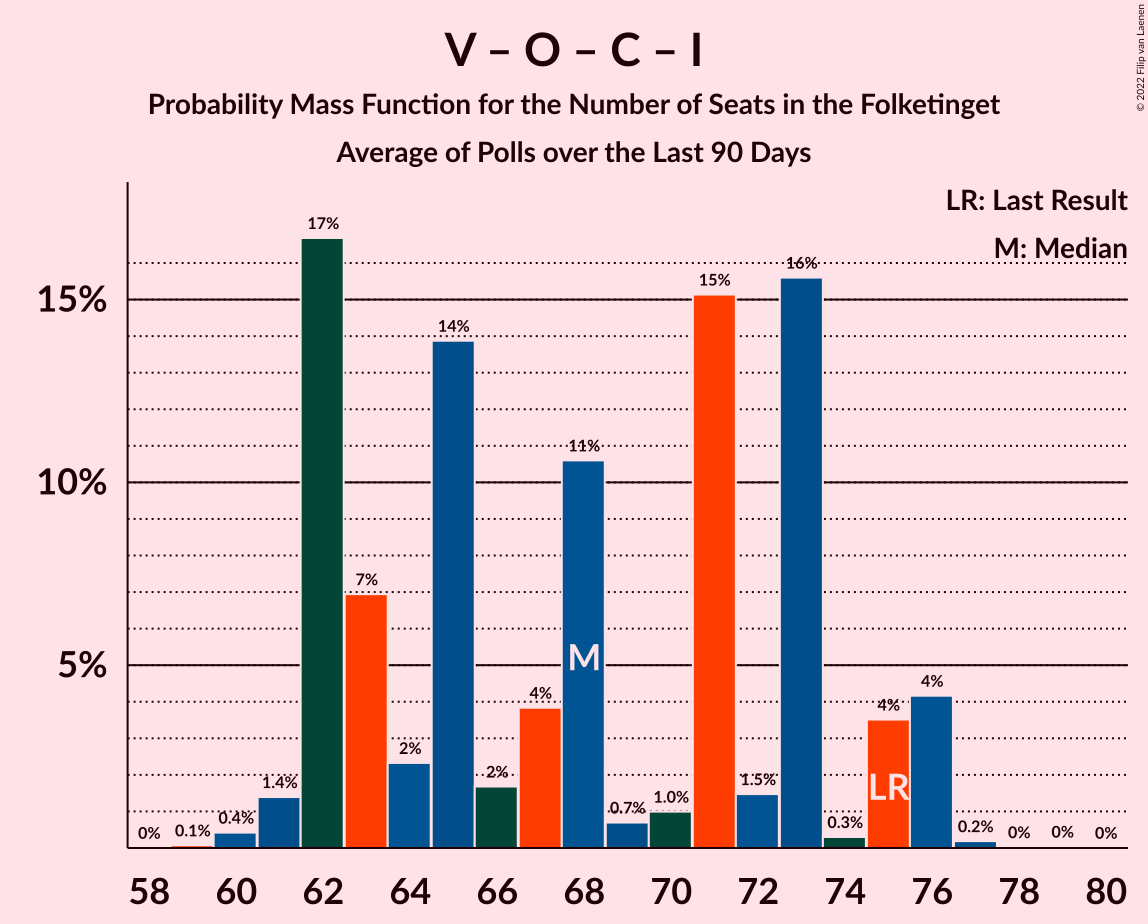 V – O – C – I
Probability Mass Function for the Number of Seats in the Folketinget
Average of Polls over the Last 90 Days
© 2022 Filip van Laenen
LR: Last Result
M: Median
15%
10%
5%
0%
0.1%
0.4%
1.4%
17%
7%
2%
14%
2%
4%
11%
0.7%
1.0%
15%
1.5%
16%
0.3%
4%
4%
0.2%
0%
0%
0%
M
LR
58 60 62 64 66 68 70 72 74 76 78 80